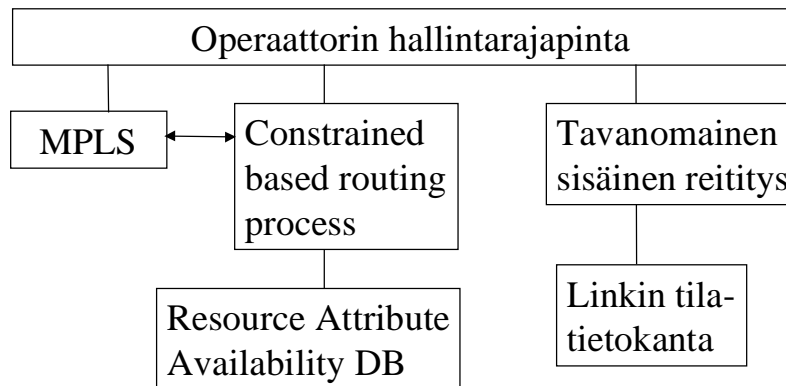 Operaattorin hallintarajapinta
MPLS
Constrained
based routing
process
Tavanomainen
sisäinen reititys
Resource Attribute
Availability DB
Linkin tila-
tietokanta